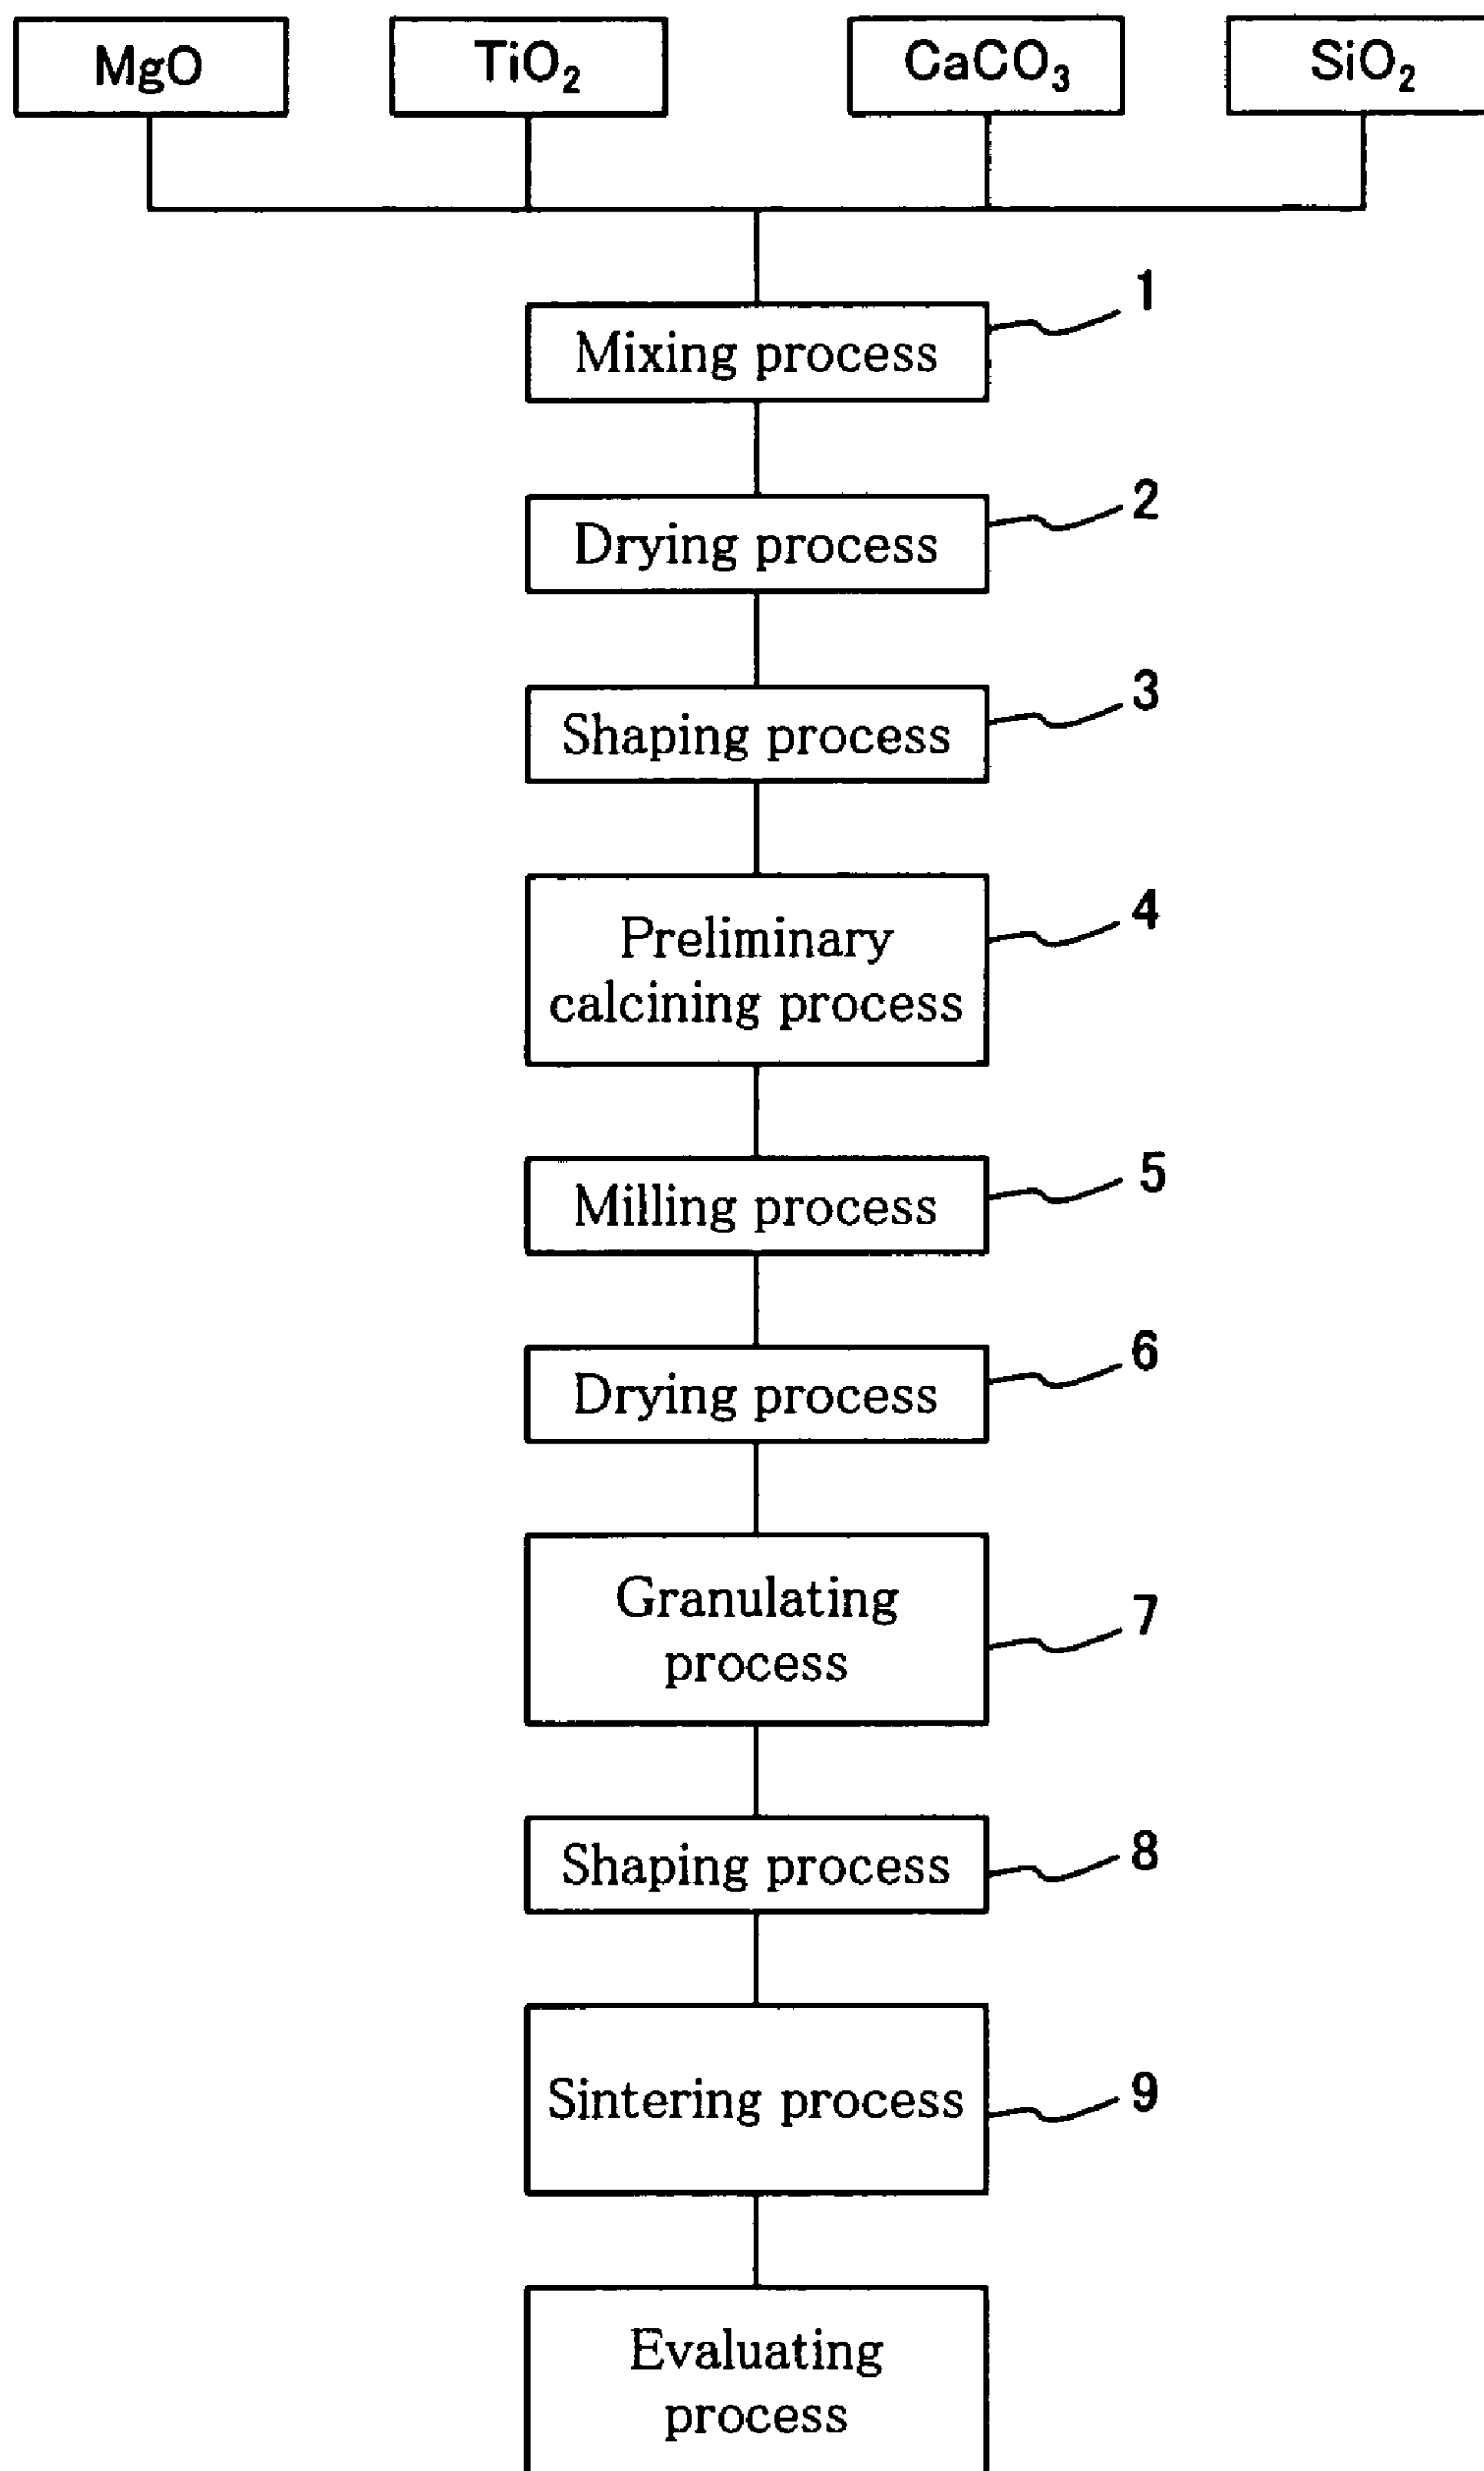 MgO
TiO₂
CaCO₃
SiO₂
1
Mixing process
2
Drying process
3
Shaping process
4
Preliminary
calcining process
5
Milling process
6
Drying process
7
Granulating
process
8
Shaping process
9
Sintering process
Evaluating
process